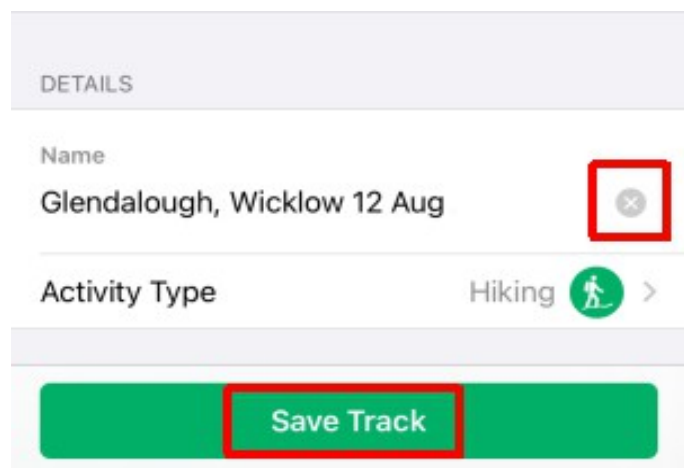 DETAILS
Name
Glendalough, Wicklow 12 Aug
Activity Type Hiking
Save Track